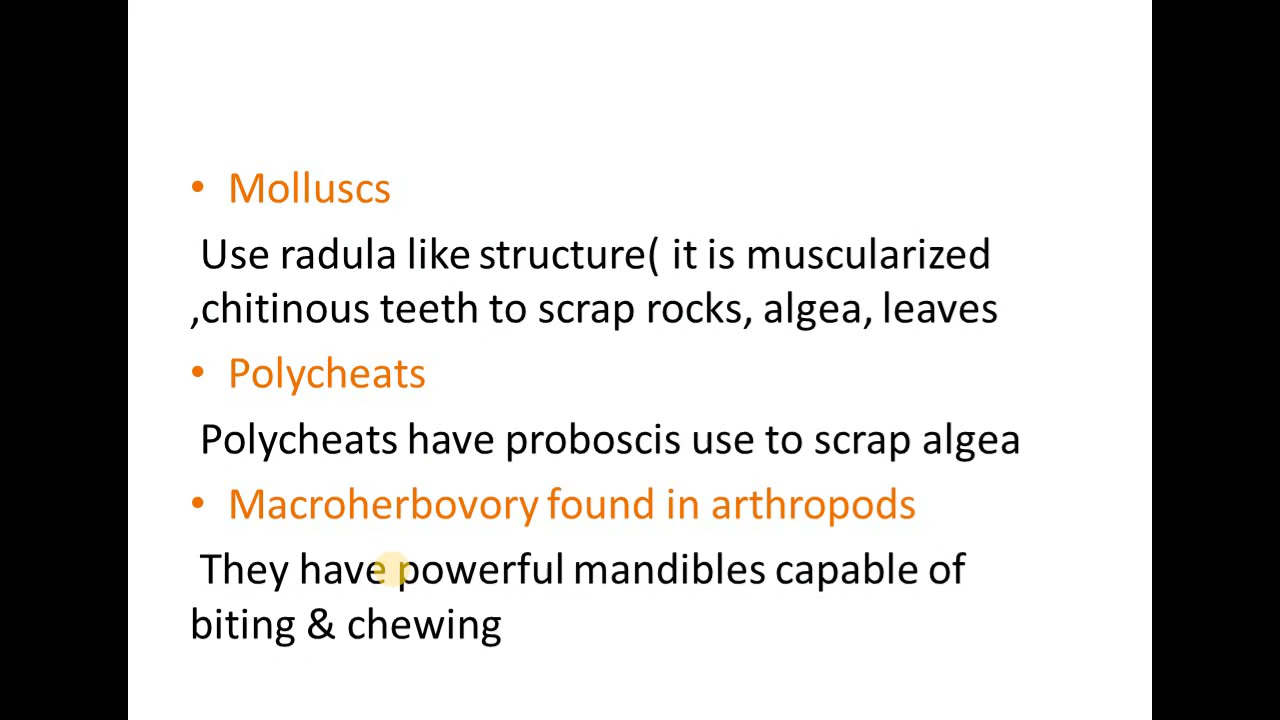 • Molluscs
Use radula like structure( it is muscularized
,chitinous teeth to scrap rocks, algea, leaves
• Polycheats
Polycheats have proboscis use to scrap algea
• Macroherbovory found in arthropods
They have powerful mandibles capable of
biting & chewing